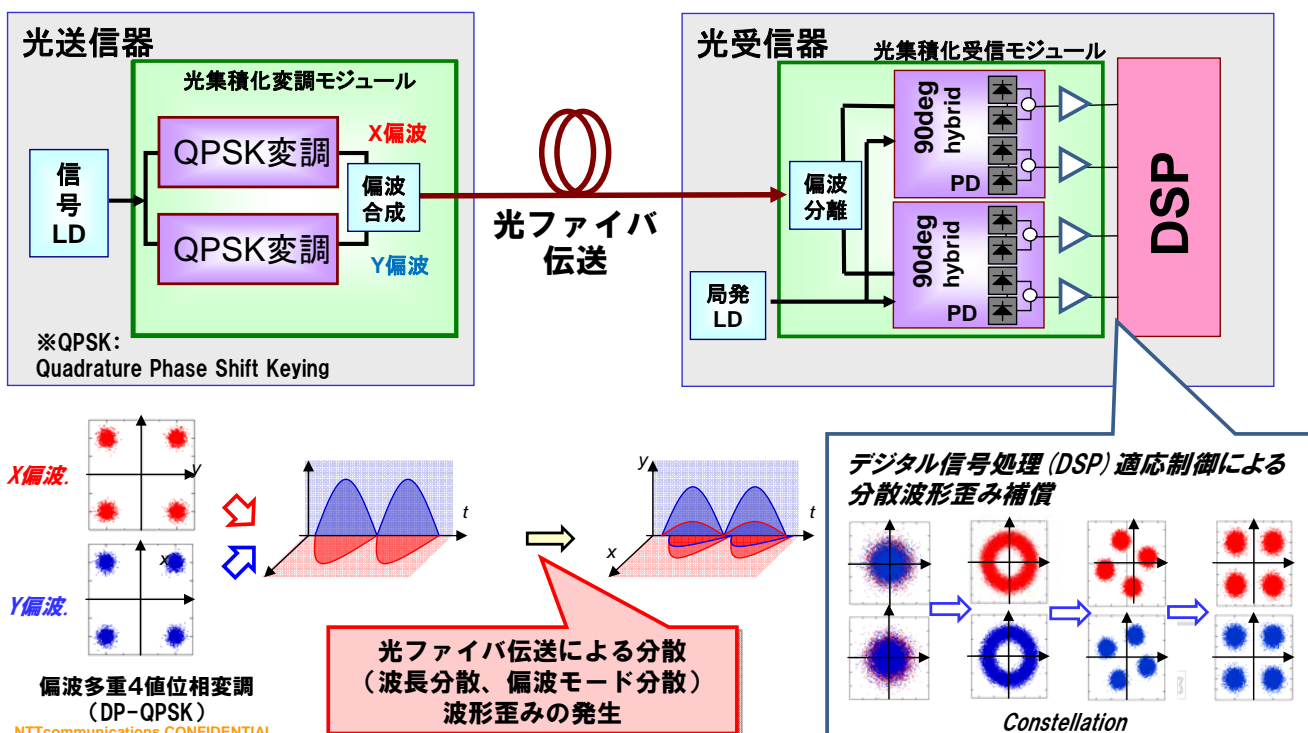 光送信器
光集積化変調モジュール
X偏波
QPSK変調
信
号
LD
偏波
合成
QPSK変調
Y偏波
※QPSK:
Quadrature Phase Shift Keying
光ファイバ
伝送
光受信器
光集積化受信モジュール
90deg
hybrid
PD
偏波
分離
90deg
hybrid
PD
局発
LD
DSP
X偏波.
y
Y偏波.
x
偏波多重4値位相変調
(DP-QPSK)
NTTcommunications CONFIDENTIAL
t
y
t
x
光ファイバ伝送による分散
(波長分散、偏波モード分散)
波形歪みの発生
デジタル信号処理(DSP)適応制御による
分散波形歪み補償
Constellation